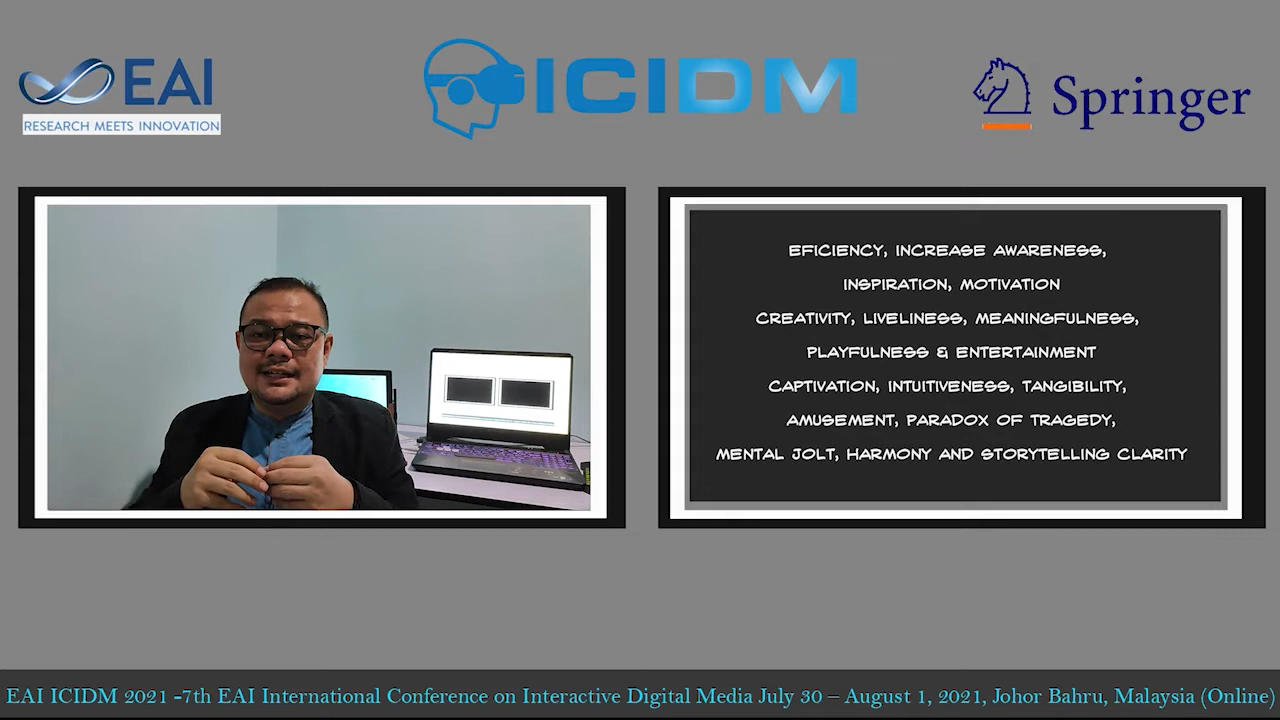 EAI
RESEARCH MEETS INNOVATION
ICIDM
Springer
EFICIENCY, INCREASE AWARENESS,
INSPIRATION, MOTIVATION
CREATIVITY, LIVELINESS, MEANINGFULNESS,
PLAYFULNESS & ENTERTAINMENT
CAPTIVATION, INTUITIVENESS, TANGIBILITY,
AMUSEMENT, PARADOX OF TRAGEDY,
MENTAL JOLT, HARMONY AND STORYTELLING CLARITY
EAI ICIDM 2021 -7th EAI International Conference on Interactive Digital Media July 30 – August 1, 2021, Johor Bahru, Malaysia (Online)